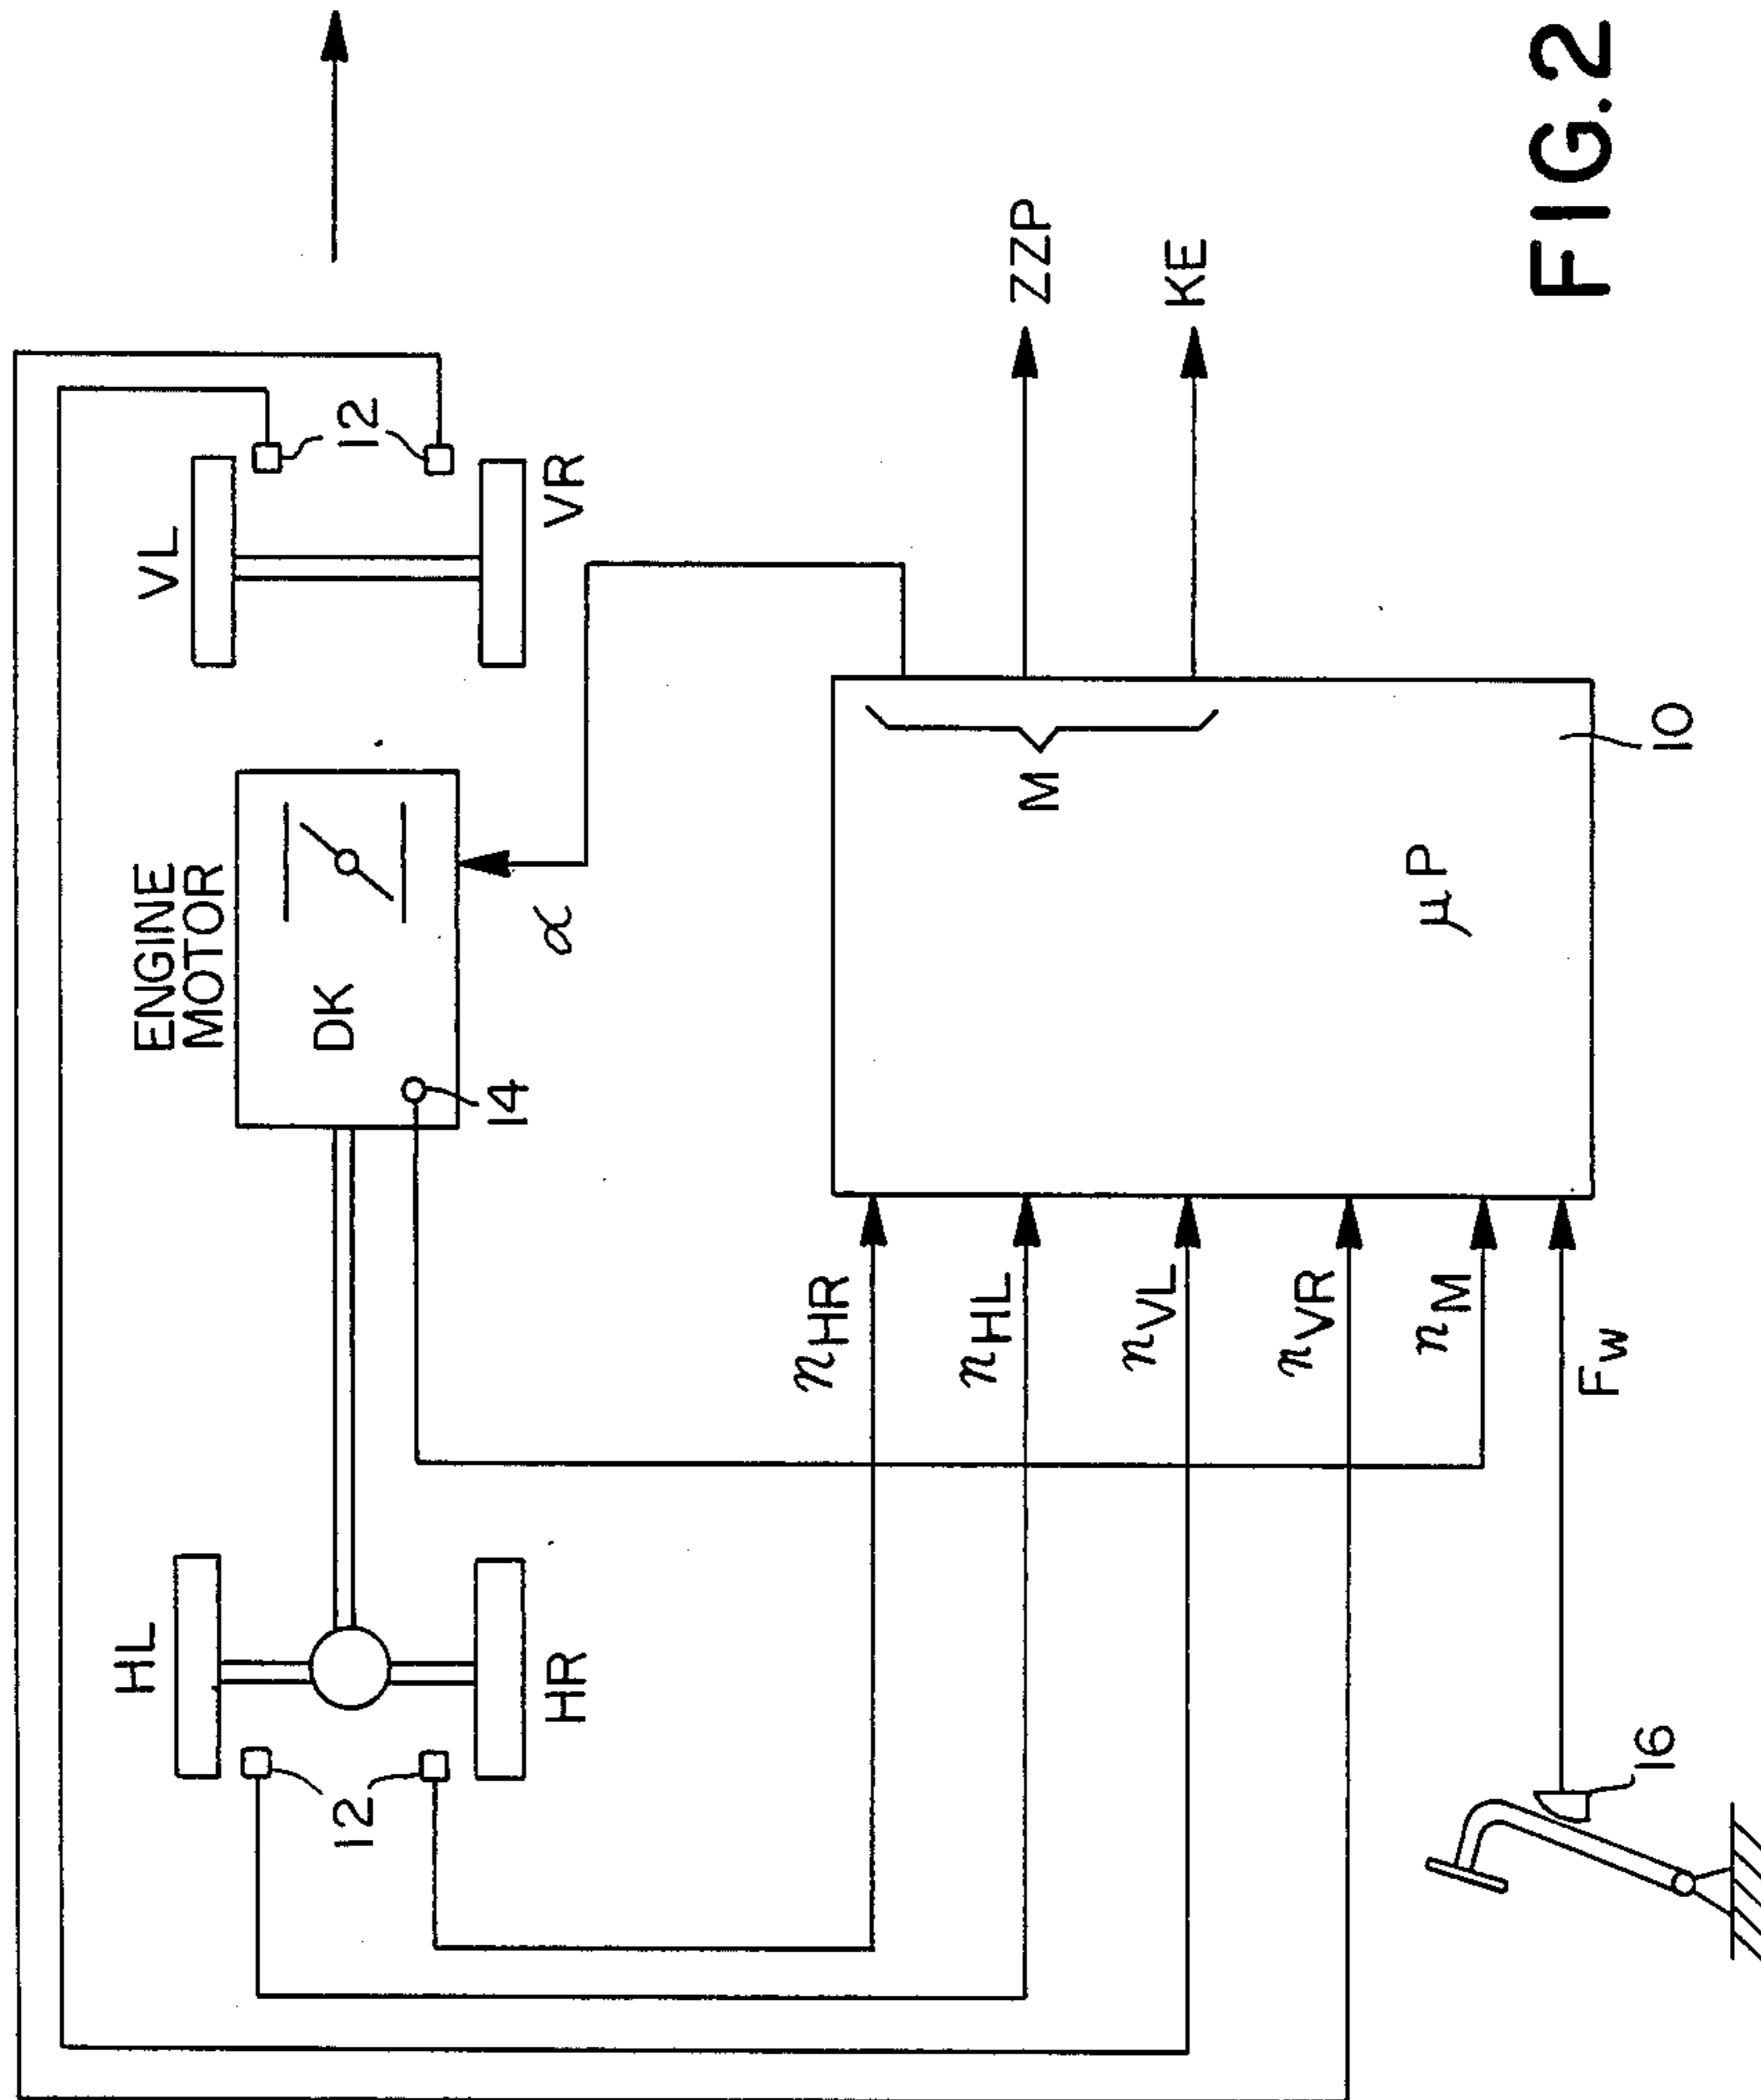 HL
HR
12
ENGINE
MOTOR
DK
14
α
VL
VR
12
nHR
nHL
nVL
nVR
nM
FW
M
μP
10
ZZP
KE
16
FIG.2